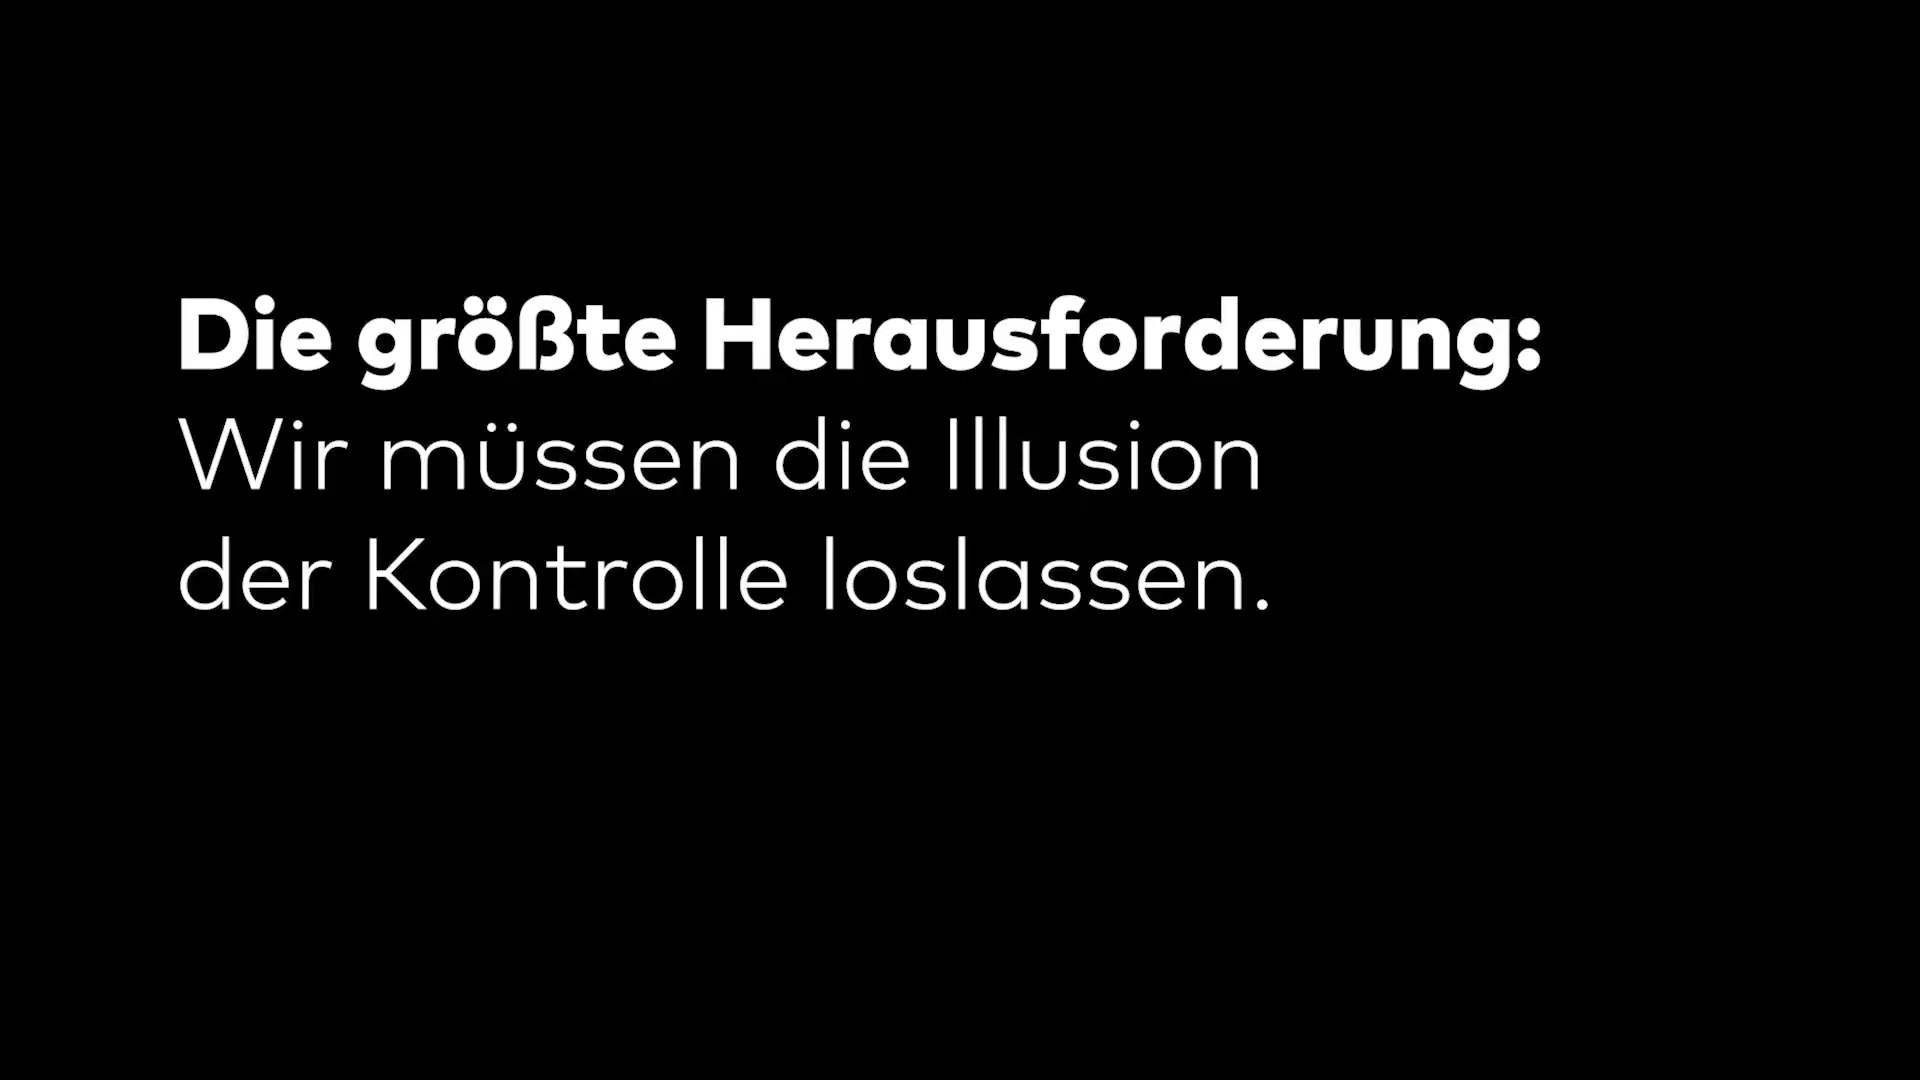 Die größte Herausforderung:
Wir müssen die Illusion
der Kontrolle loslassen.